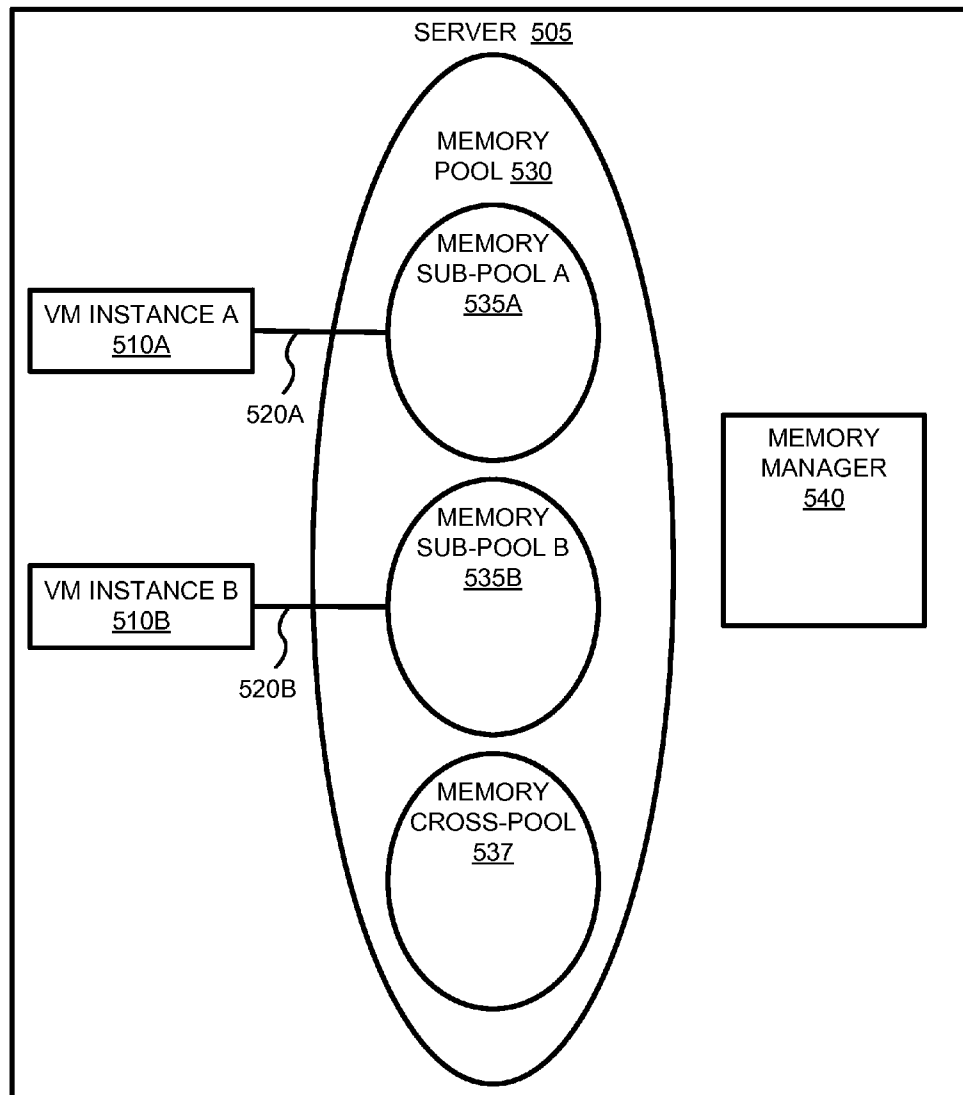 SERVER 505
MEMORY
POOL 530
MEMORY
SUB-POOL A
535A
VM INSTANCE A
510A
520A
MEMORY
MANAGER
540
MEMORY
SUB-POOL B
535B
VM INSTANCE B
510B
520B
MEMORY
CROSS-POOL
537